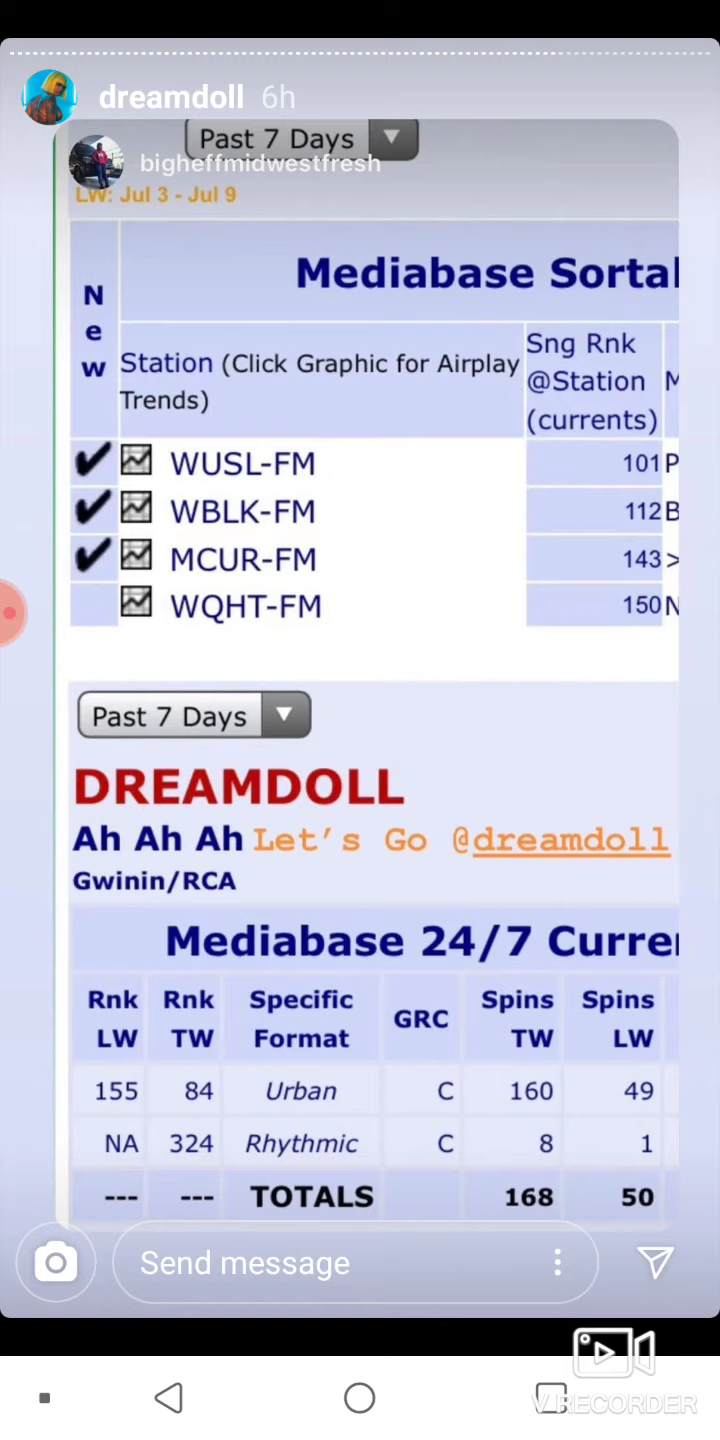 dreamdoll 6h
Past 7 Days
bigheffmidwestfresh
LW: Jul 3 - Jul 9
New
Mediabase Sortal
Station (Click Graphic for Airplay Trends)
Sng Rnk @Station (currents)
M
WUSL-FM 101 P
WBLK-FM 112 B
MCUR-FM 143 >
WQHT-FM 150 N
Past 7 Days
DREAMDOLL
Ah Ah Ah Let's Go @dreamdoll
Gwinin/RCA
Mediabase 24/7 Curre
Rnk LW Rnk TW Specific Format GRC Spins TW Spins LW
155 84 Urban C 160 49
NA 324 Rhythmic C 8 1
--- --- TOTALS 168 50
Send message
V RECORDER